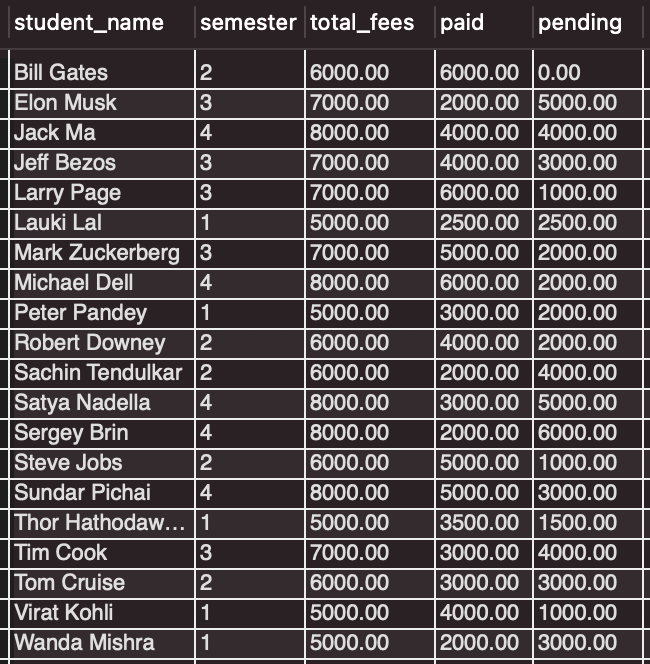 student_name semester total_fees paid pending
Bill Gates 2 6000.00 6000.00 0.00
Elon Musk 3 7000.00 2000.00 5000.00
Jack Ma 4 8000.00 4000.00 4000.00
Jeff Bezos 3 7000.00 4000.00 3000.00
Larry Page 3 7000.00 6000.00 1000.00
Lauki Lal 1 5000.00 2500.00 2500.00
Mark Zuckerberg 3 7000.00 5000.00 2000.00
Michael Dell 4 8000.00 6000.00 2000.00
Peter Pandey 1 5000.00 3000.00 2000.00
Robert Downey 2 6000.00 4000.00 2000.00
Sachin Tendulkar 2 6000.00 2000.00 4000.00
Satya Nadella 4 8000.00 3000.00 5000.00
Sergey Brin 4 8000.00 2000.00 6000.00
Steve Jobs 2 6000.00 5000.00 1000.00
Sundar Pichai 4 8000.00 5000.00 3000.00
Thor Hathodaw... 1 5000.00 3500.00 1500.00
Tim Cook 3 7000.00 3000.00 4000.00
Tom Cruise 2 6000.00 3000.00 3000.00
Virat Kohli 1 5000.00 4000.00 1000.00
Wanda Mishra 1 5000.00 2000.00 3000.00